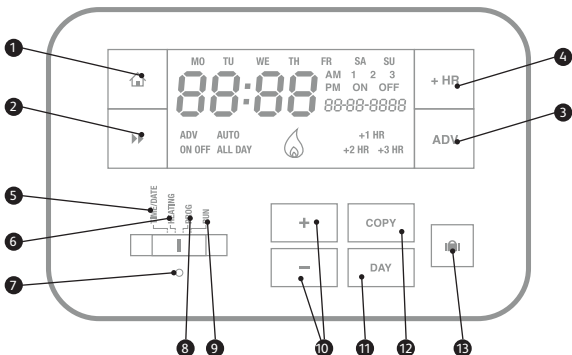 MO TU WE TH FR SA SU
88:88 AM 1 2 3
PM ON OFF
88-88-8888
ADV AUTO +1 HR
ON OFF ALL DAY +2 HR +3 HR
+ HR
ADV
TIME/DATE
HEATING
PROG
RUN
+
COPY
−
DAY
1
2
3
4
5
6
7
8
9
10
11
12
13